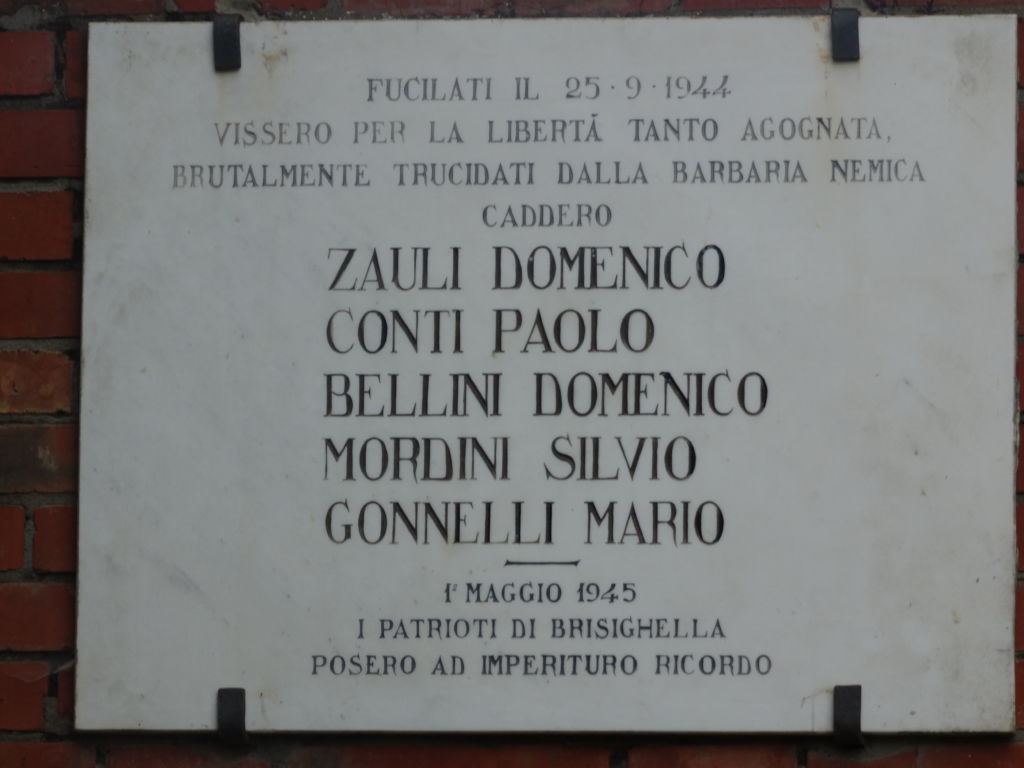 FUCILATI IL 25·9·1944
VISSERO PER LA LIBERTÀ TANTO AGOGNATA,
BRUTALMENTE TRUCIDATI DALLA BARBARIA NEMICA
CADDERO
ZAULI DOMENICO
CONTI PAOLO
BELLINI DOMENICO
MORDINI SILVIO
GONNELLI MARIO
1° MAGGIO 1945
I PATRIOTI DI BRISIGHELLA
POSERO AD IMPERITURO RICORDO